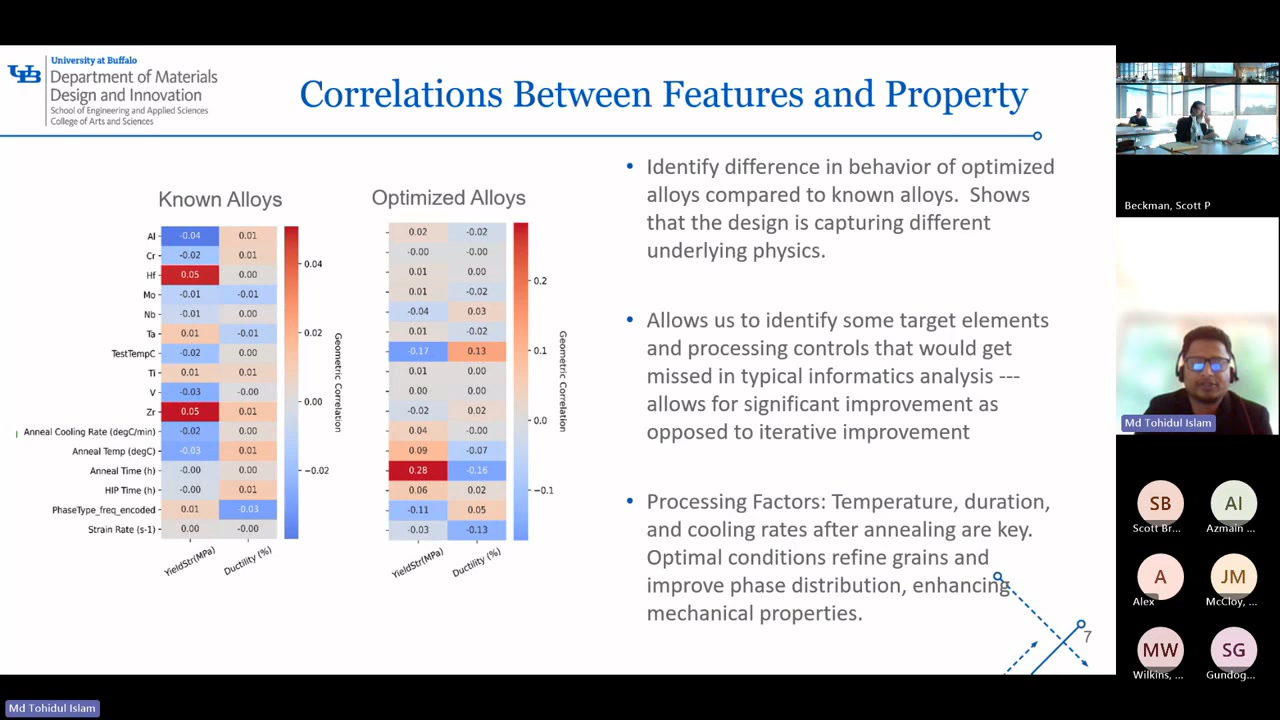 University at Buffalo
UB
Department of Materials
Design and Innovation
School of Engineering and Applied Sciences
College of Arts and Sciences
Correlations Between Features and Property
Known Alloys
Optimized Alloys
Al -0.04 0.01 0.02 -0.02
Cr -0.02 0.01 -0.00 -0.00
Hf 0.05 0.00 0.01 0.00
Mo -0.01 -0.01 0.01 -0.02
Nb -0.01 0.00 -0.04 0.03
Ta 0.01 -0.01 0.01 -0.02
TestTempC -0.02 0.00 -0.17 0.13
Ti 0.01 0.01 0.01 0.00
V -0.03 -0.00 0.00 0.00
Zr 0.05 0.01 -0.02 0.02
Anneal Cooling Rate (degC/min) -0.02 0.00 0.04 -0.00
Anneal Temp (degC) -0.03 0.01 0.09 -0.07
Anneal Time (h) -0.00 0.00 0.28 -0.16
HIP Time (h) -0.00 0.01 0.06 0.02
PhaseType_freq_encoded 0.01 -0.03 -0.11 0.05
Strain Rate (s-1) 0.00 -0.00 -0.03 -0.13
YieldStr(MPa)
Ductility (%)
YieldStr(MPa)
Ductility (%)
0.04
0.02
0.00
−0.02
Geometric Correlation
0.2
0.1
0.0
−0.1
Geometric Correlation
• Identify difference in behavior of optimized
alloys compared to known alloys. Shows
that the design is capturing different
underlying physics.
• Allows us to identify some target elements
and processing controls that would get
missed in typical informatics analysis ---
allows for significant improvement as
opposed to iterative improvement
• Processing Factors: Temperature, duration,
and cooling rates after annealing are key.
Optimal conditions refine grains and
improve phase distribution, enhancing
mechanical properties.
7
Beckman, Scott P
Md Tohidul Islam
SB
Scott Br...
AI
Azmain ...
A
Alex
JM
McCloy, ...
MW
Wilkins, ...
SG
Gundog...
Md Tohidul Islam